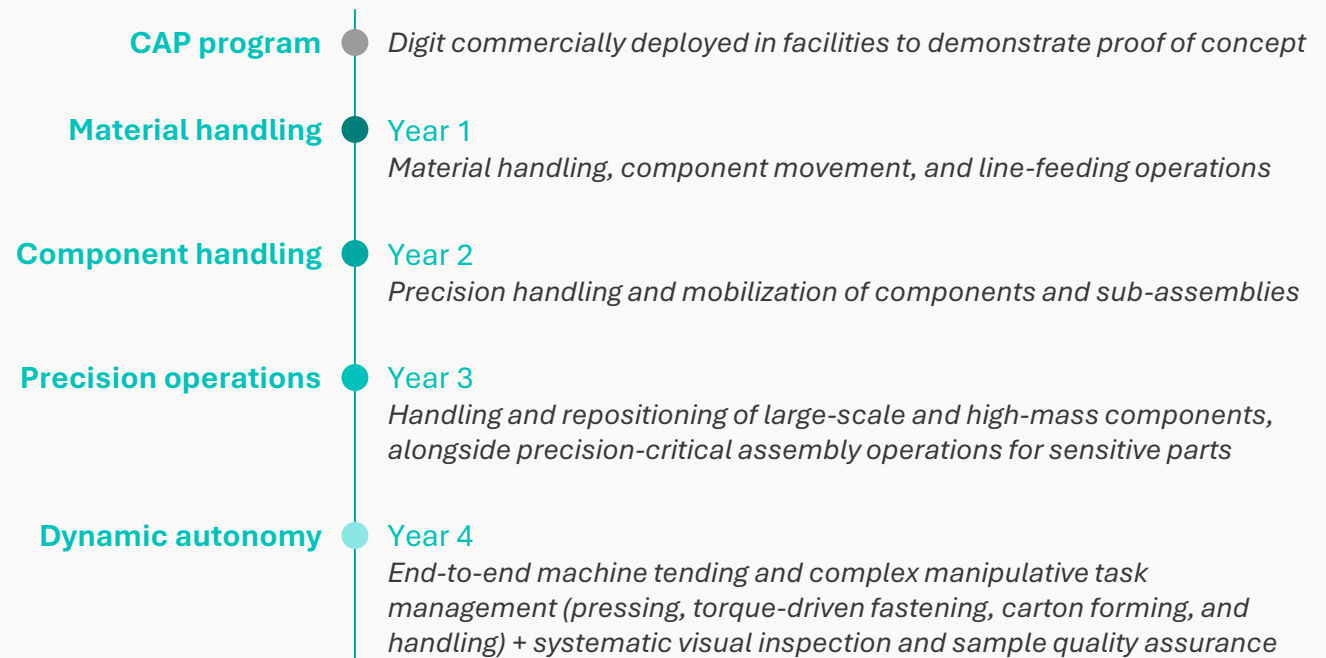 CAP program
Digit commercially deployed in facilities to demonstrate proof of concept
Material handling
Year 1
Material handling, component movement, and line-feeding operations
Component handling
Year 2
Precision handling and mobilization of components and sub-assemblies
Precision operations
Year 3
Handling and repositioning of large-scale and high-mass components,
alongside precision-critical assembly operations for sensitive parts
Dynamic autonomy
Year 4
End-to-end machine tending and complex manipulative task
management (pressing, torque-driven fastening, carton forming, and
handling) + systematic visual inspection and sample quality assurance